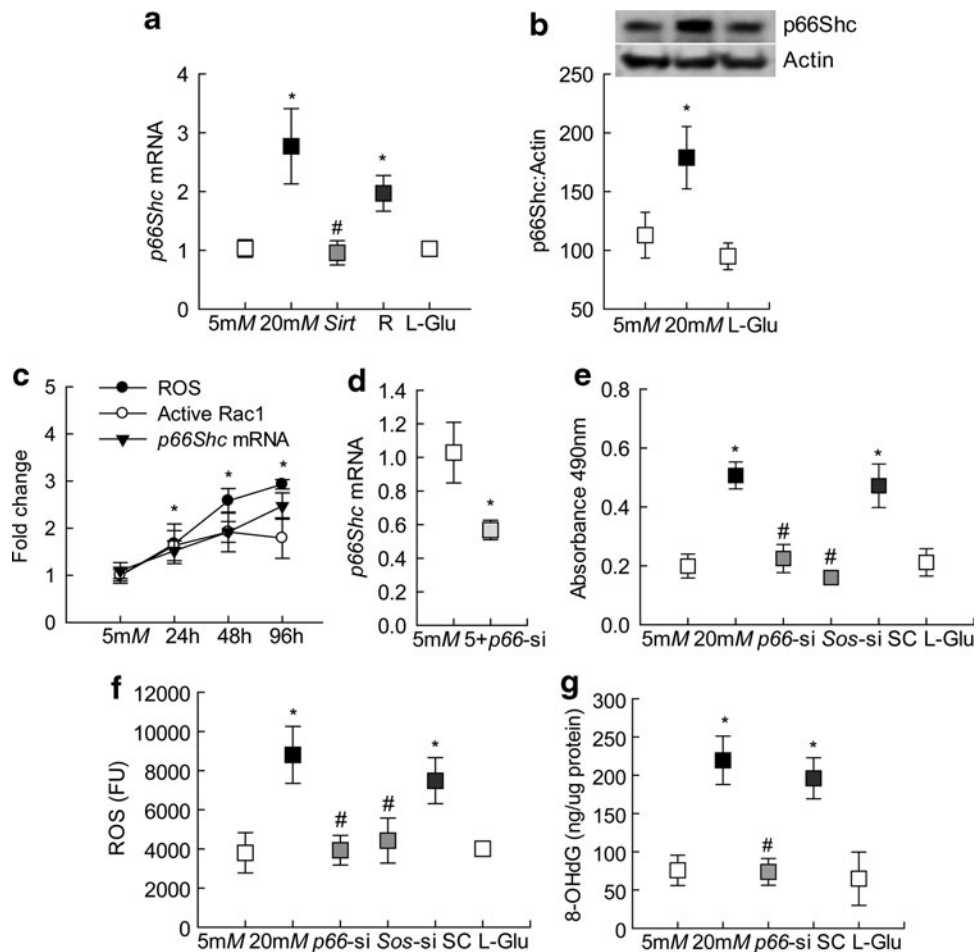 a
4
3
2
1
0
p66Shc mRNA
*
#
*
5mM 20mM Sirt R L-Glu
b
p66Shc
Actin
250
200
150
100
50
p66Shc:Actin
*
5mM 20mM L-Glu
c
5
4
3
2
1
0
Fold change
ROS
Active Rac1
p66Shc mRNA
* * *
5mM 24h 48h 96h
d
1.4
1.2
1.0
0.8
0.6
0.4
0.2
0.0
p66Shc mRNA
*
5mM 5+p66-si
e
0.8
0.6
0.4
0.2
0.0
Absorbance 490nm
*
#
#
*
5mM 20mM p66-si Sos-si SC L-Glu
f
12000
10000
8000
6000
4000
2000
0
ROS (FU)
*
#
#
*
5mM 20mM p66-si Sos-si SC L-Glu
g
300
250
200
150
100
50
0
8-OHdG (ng/ug protein)
*
#
*
5mM 20mM p66-si SC L-Glu